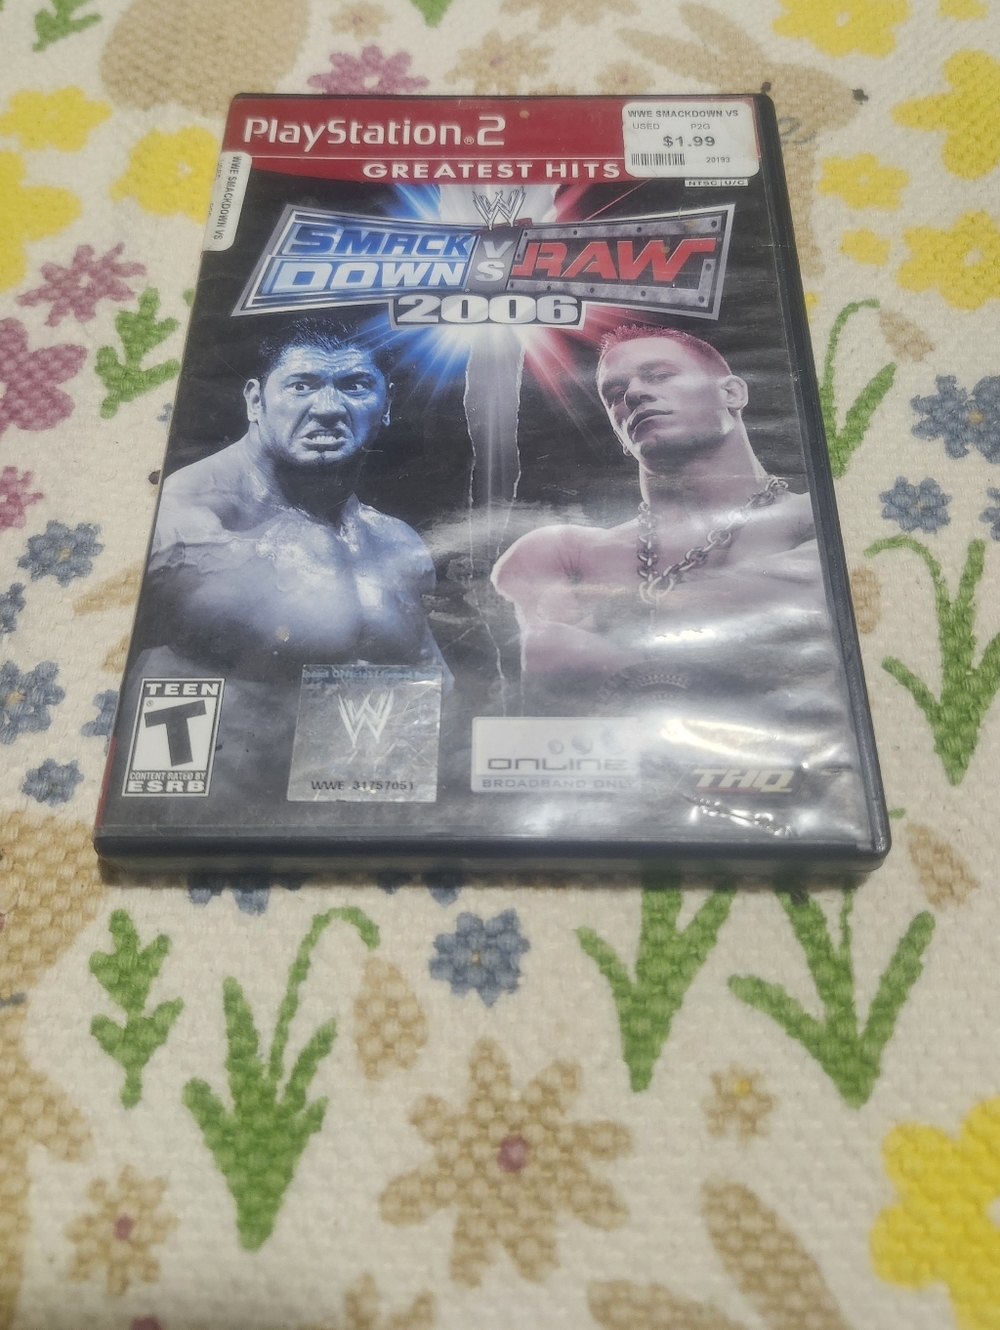 PlayStation®2
GREATEST HITS
WWE SMACKDOWN VS
USED P2G
$1.99
20193
NTSC U/C
WWE SMACKDOWN VS
W
SMACK
DOWN
VS
RAW
2006
TEEN
T
CONTENT RATED BY
ESRB
W
WWE 31757051
ONLINE
BROADBAND ONLY
THQ